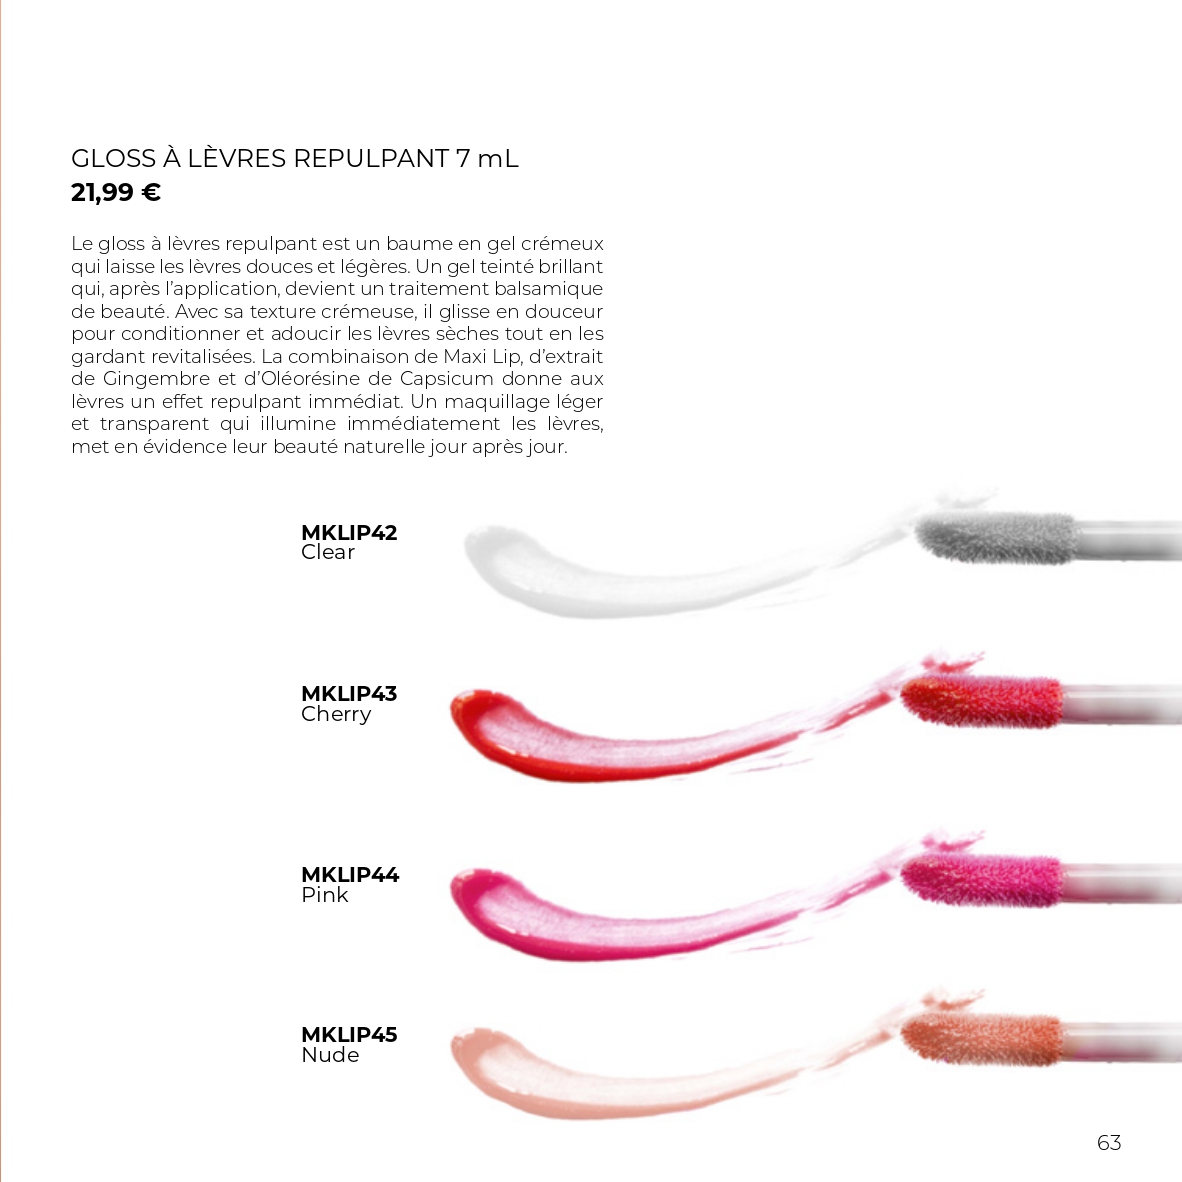 GLOSS À LÈVRES REPULPANT 7 mL
21,99 €
Le gloss à lèvres repulpant est un baume en gel crémeux
qui laisse les lèvres douces et légères. Un gel teinté brillant
qui, après l’application, devient un traitement balsamique
de beauté. Avec sa texture crémeuse, il glisse en douceur
pour conditionner et adoucir les lèvres sèches tout en les
gardant revitalisées. La combinaison de Maxi Lip, d’extrait
de Gingembre et d’Oléorésine de Capsicum donne aux
lèvres un effet repulpant immédiat. Un maquillage léger
et transparent qui illumine immédiatement les lèvres,
met en évidence leur beauté naturelle jour après jour.
MKLIP42
Clear
MKLIP43
Cherry
MKLIP44
Pink
MKLIP45
Nude
63